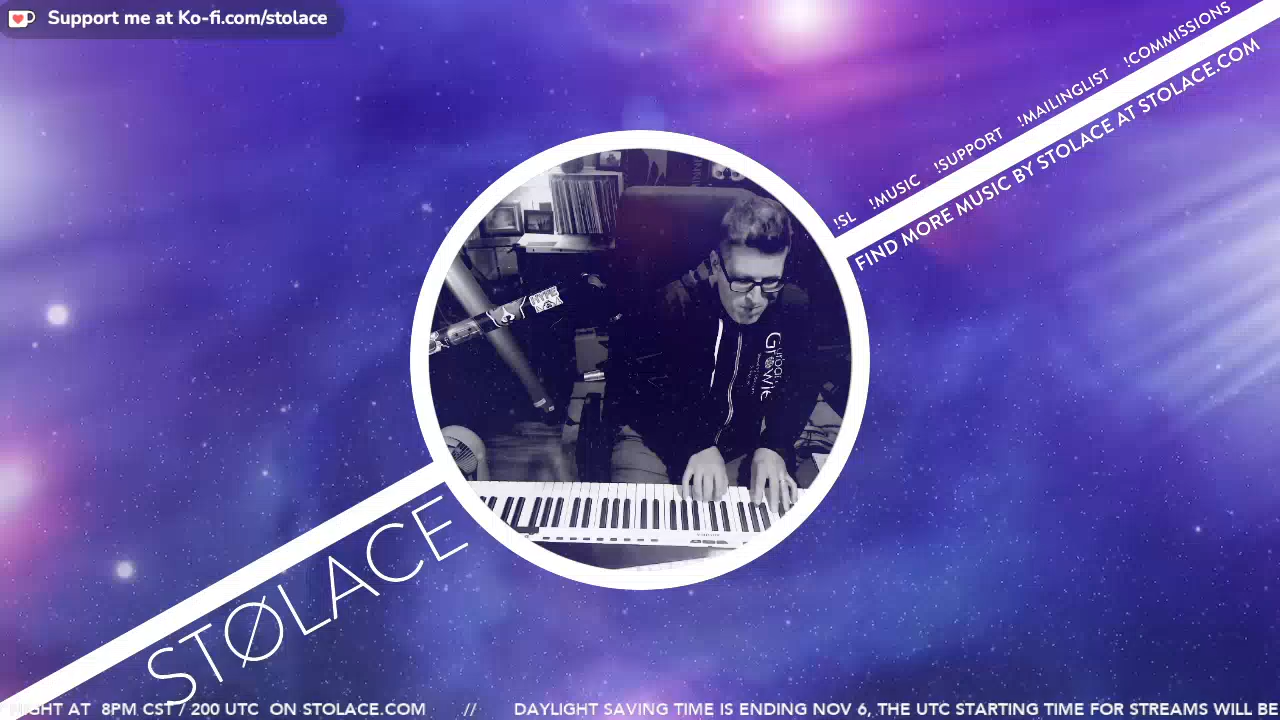 Support me at Ko-fi.com/stolace
!SL !MUSIC !SUPPORT !MAILINGLIST !COMMISSIONS
FIND MORE MUSIC BY STOLACE AT STOLACE.COM
STØLACE
NIGHT AT 8PM CST / 200 UTC ON STOLACE.COM // DAYLIGHT SAVING TIME IS ENDING NOV 6, THE UTC STARTING TIME FOR STREAMS WILL BE